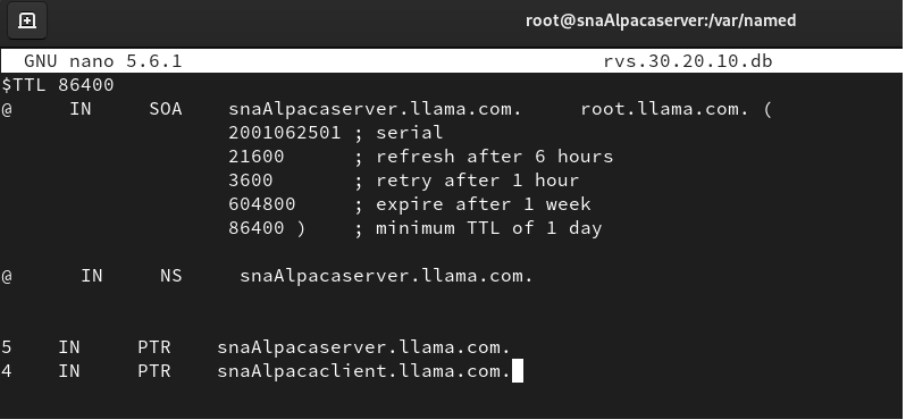 root@snaAlpacaserver:/var/named
GNU nano 5.6.1 rvs.30.20.10.db
$TTL 86400
@ IN SOA snaAlpacaserver.llama.com. root.llama.com. (
2001062501 ; serial
21600 ; refresh after 6 hours
3600 ; retry after 1 hour
604800 ; expire after 1 week
86400 ) ; minimum TTL of 1 day
@ IN NS snaAlpacaserver.llama.com.
5 IN PTR snaAlpacaserver.llama.com.
4 IN PTR snaAlpacaclient.llama.com.